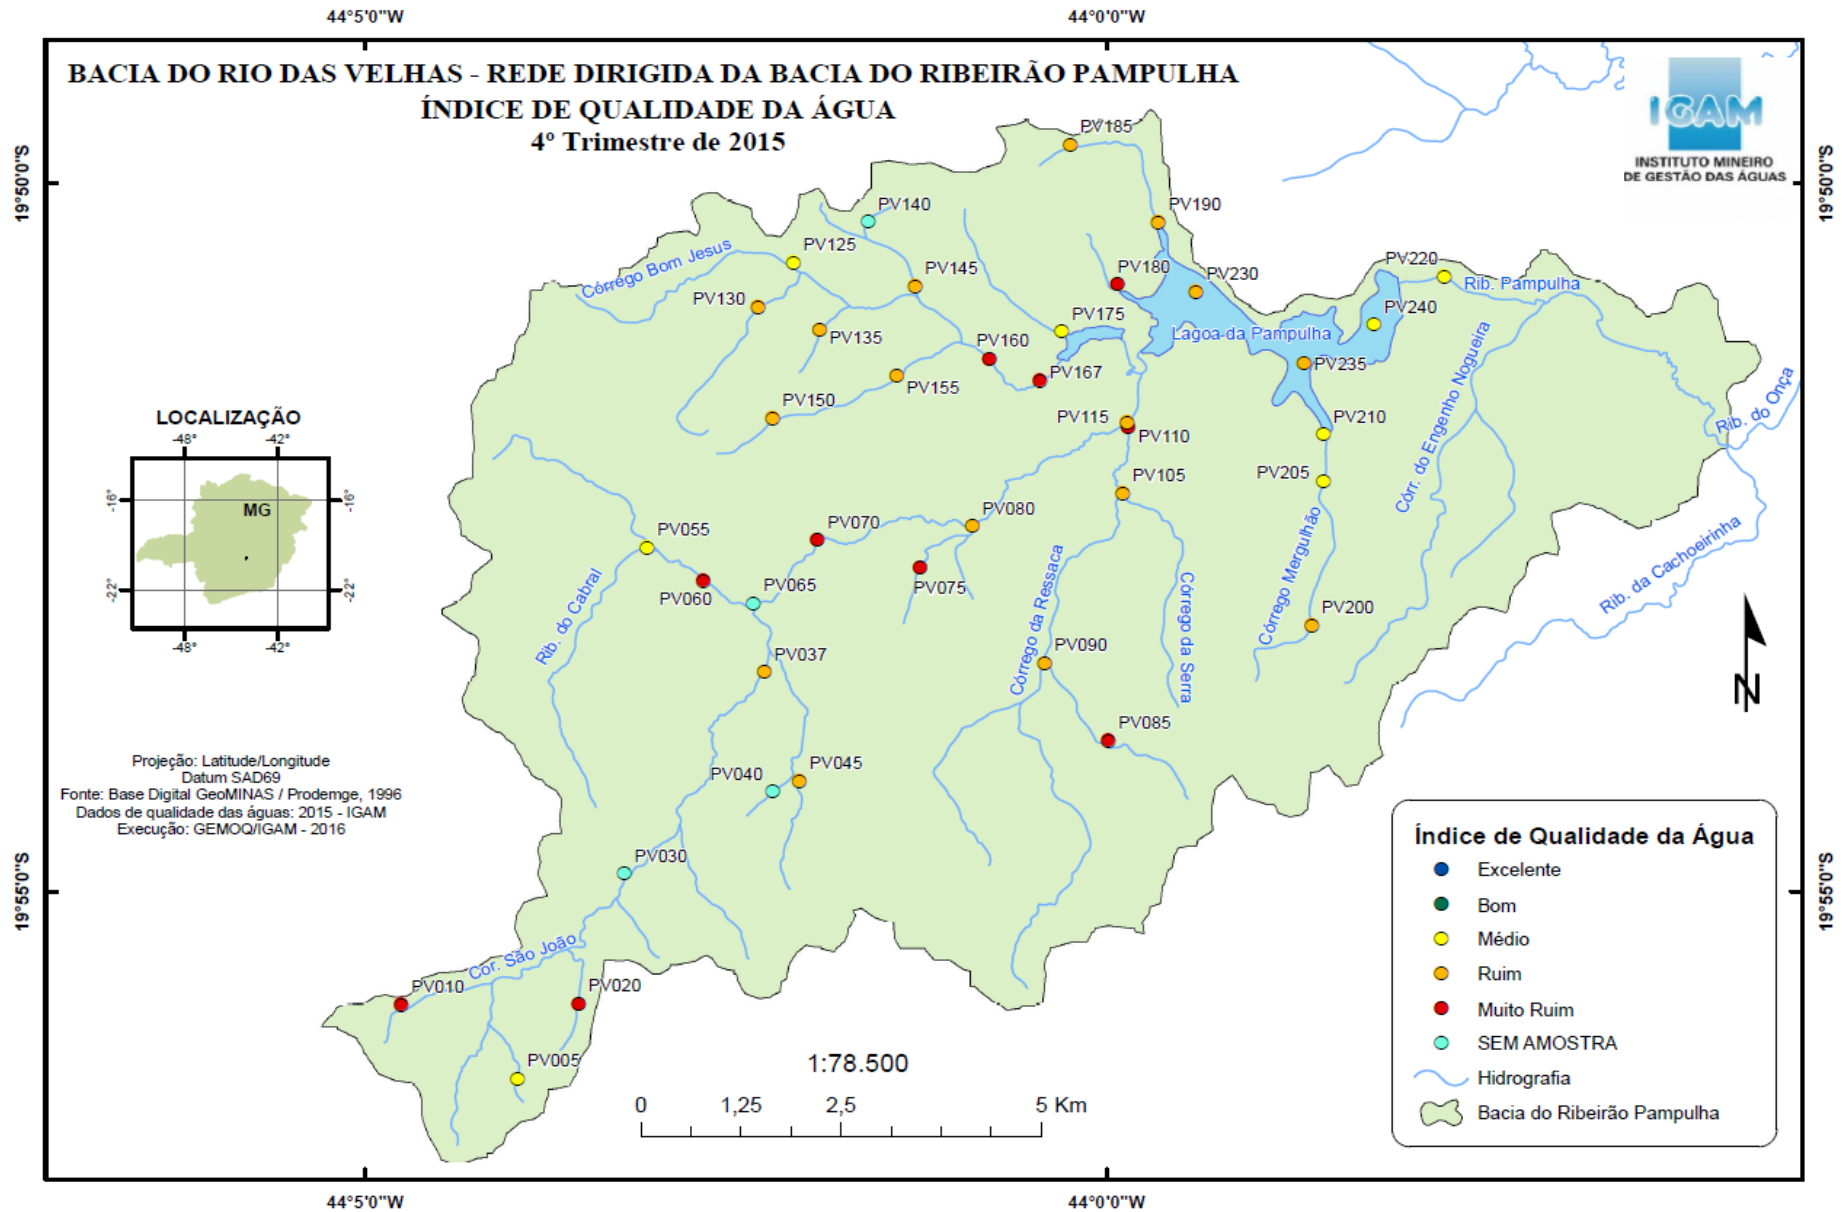 44°5'0"W
44°0'0"W
BACIA DO RIO DAS VELHAS - REDE DIRIGIDA DA BACIA DO RIBEIRÃO PAMPULHA
ÍNDICE DE QUALIDADE DA ÁGUA
4º Trimestre de 2015
IGAM
INSTITUTO MINEIRO
DE GESTÃO DAS ÁGUAS
19°50'0"S
19°50'0"S
PV185
PV140
PV190
PV125
Córrego Bom Jesus
PV145
PV180
PV230
PV220
Rib. Pampulha
PV130
PV240
PV175
PV135
Lagoa da Pampulha
PV160
PV235
PV167
PV155
PV150
PV115
PV210
PV110
Rib. do Onça
Córr. do Engenho Nogueira
PV105
PV205
PV080
PV070
PV055
PV065
PV060
PV075
Rib. do Cabral
Córrego da Ressaca
Córrego da Serra
Córrego Mergulhão
PV200
Rib. da Cachoeirinha
PV037
PV090
PV085
PV045
PV040
PV030
Cor. São João
PV010
PV020
PV005
N
LOCALIZAÇÃO
-48°
-42°
-16°
-16°
MG
-22°
-22°
-48°
-42°
Projeção: Latitude/Longitude
Datum SAD69
Fonte: Base Digital GeoMINAS / Prodemge, 1996
Dados de qualidade das águas: 2015 - IGAM
Execução: GEMOQ/IGAM - 2016
Índice de Qualidade da Água
Excelente
Bom
Médio
Ruim
Muito Ruim
SEM AMOSTRA
Hidrografia
Bacia do Ribeirão Pampulha
19°55'0"S
19°55'0"S
1:78.500
0 1,25 2,5 5 Km
44°5'0"W
44°0'0"W